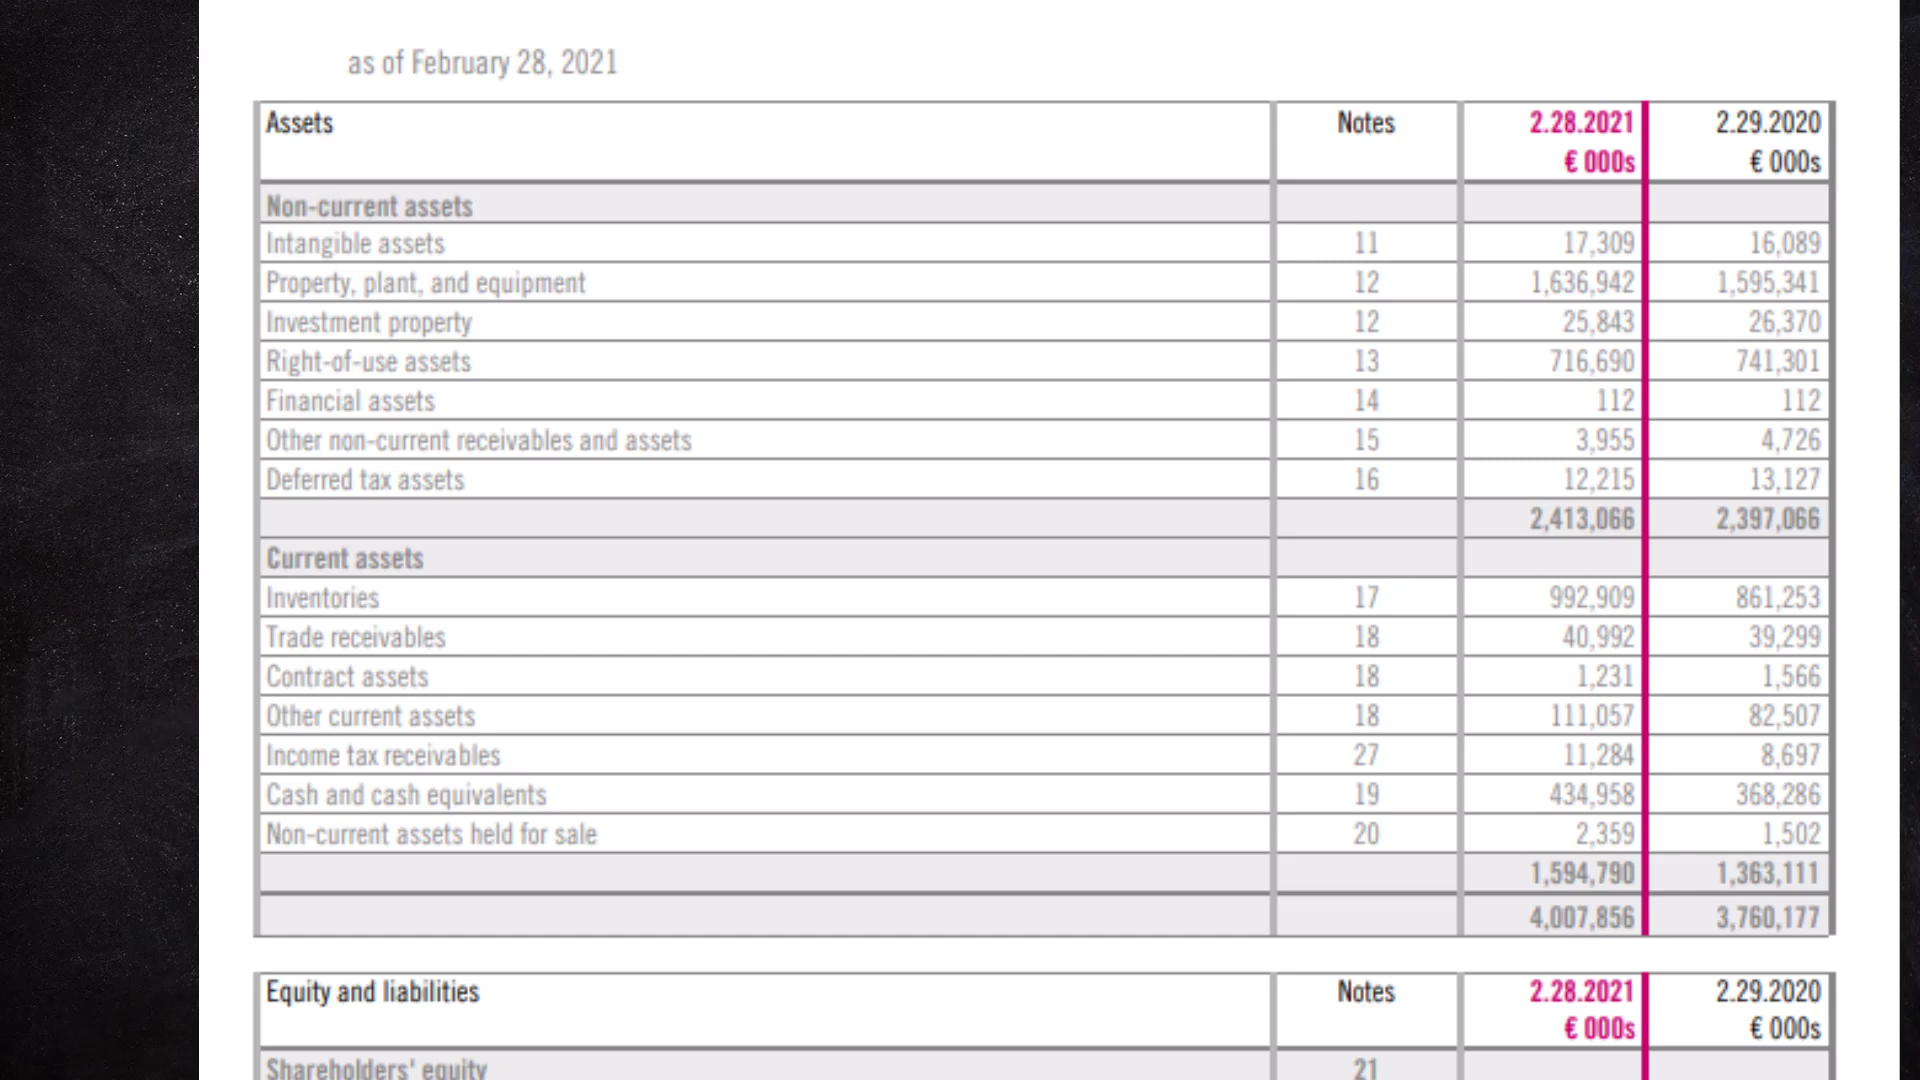 as of February 28, 2021
Assets Notes 2.28.2021 2.29.2020
€ 000s € 000s
Non-current assets
Intangible assets 11 17,309 16,089
Property, plant, and equipment 12 1,636,942 1,595,341
Investment property 12 25,843 26,370
Right-of-use assets 13 716,690 741,301
Financial assets 14 112 112
Other non-current receivables and assets 15 3,955 4,726
Deferred tax assets 16 12,215 13,127
2,413,066 2,397,066
Current assets
Inventories 17 992,909 861,253
Trade receivables 18 40,992 39,299
Contract assets 18 1,231 1,566
Other current assets 18 111,057 82,507
Income tax receivables 27 11,284 8,697
Cash and cash equivalents 19 434,958 368,286
Non-current assets held for sale 20 2,359 1,502
1,594,790 1,363,111
4,007,856 3,760,177
Equity and liabilities Notes 2.28.2021 2.29.2020
€ 000s € 000s
Shareholders' equity 21